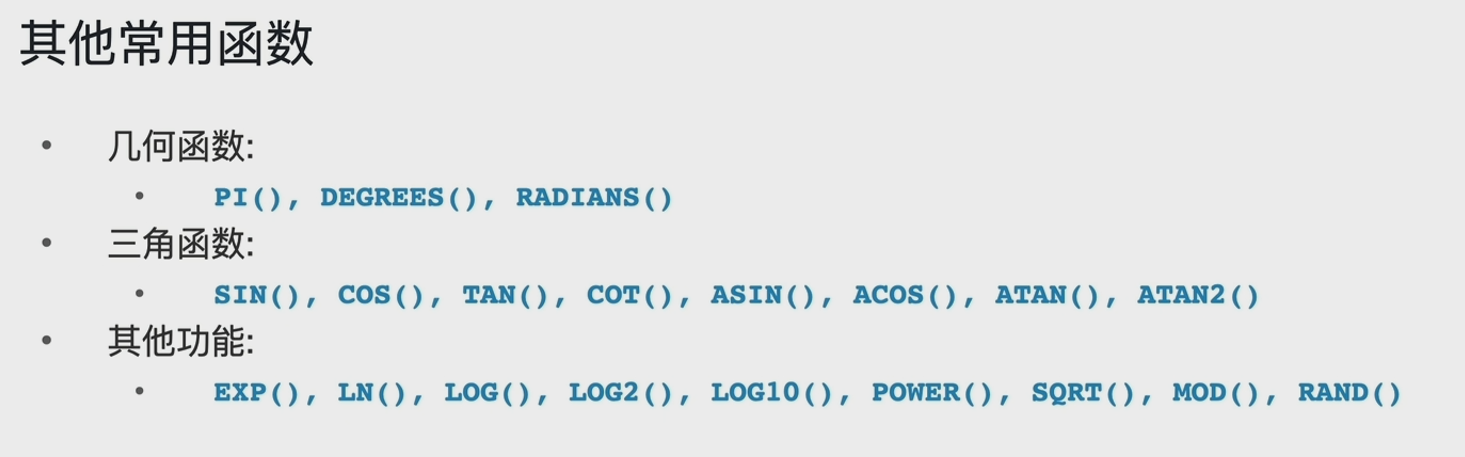 其他常用函数
• 几何函数:
• PI(), DEGREES(), RADIANS()
• 三角函数:
• SIN(), COS(), TAN(), COT(), ASIN(), ACOS(), ATAN(), ATAN2()
• 其他功能:
• EXP(), LN(), LOG(), LOG2(), LOG10(), POWER(), SQRT(), MOD(), RAND()